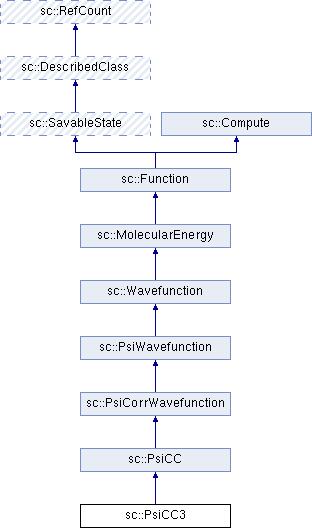 sc::RefCount
sc::DescribedClass
sc::SavableState
sc::Compute
sc::Function
sc::MolecularEnergy
sc::Wavefunction
sc::PsiWavefunction
sc::PsiCorrWavefunction
sc::PsiCC
sc::PsiCC3